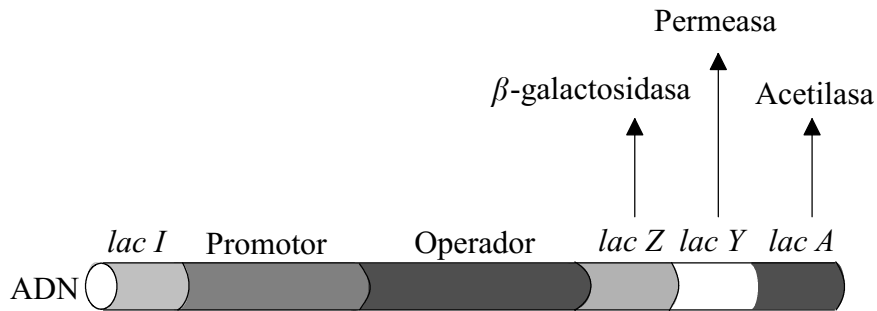 Permeasa
β-galactosidasa Acetilasa
lac I Promotor Operador lac Z lac Y lac A
ADN